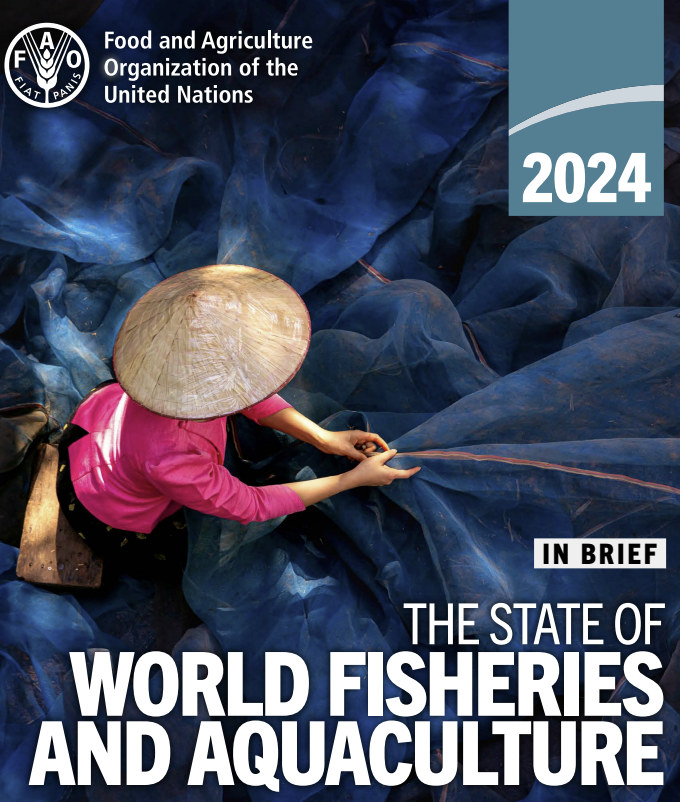 FAO
FIAT PANIS
Food and Agriculture
Organization of the
United Nations
2024
IN BRIEF
THE STATE OF
WORLD FISHERIES
AND AQUACULTURE